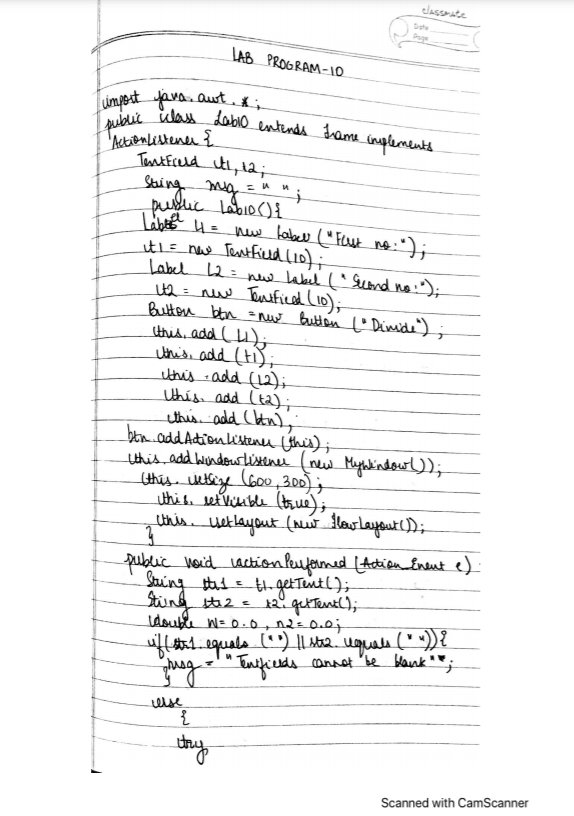 classmate
Date
Page
LAB PROGRAM-10
import java.awt.*;
public class Lab10 extends Frame implements
ActionListener {
TextField t1, t2;
String msg = " ";
public Lab10() {
Label L1 = new Label ("First no:");
t1 = new TextField (10);
Label L2 = new Label ("Second no:");
t2 = new TextField (10);
Button btn = new Button ("Divide");
this.add (L1);
this.add (t1);
this.add (L2);
this.add (t2);
this.add (btn);
btn.addActionListener (this);
this.addWindowListener (new MyWindow());
this.setSize (600, 300);
this.setVisible (true);
this.setLayout (new FlowLayout());
}
public void actionPerformed (Action Event e)
String str1 = t1.getText();
String str2 = t2.getText();
double n1= 0.0, n2= 0.0;
if(str1.equals ("") || str2.equals (" ")) {
msg = "Textfields cannot be blank"";
}
else
{
try
Scanned with CamScanner